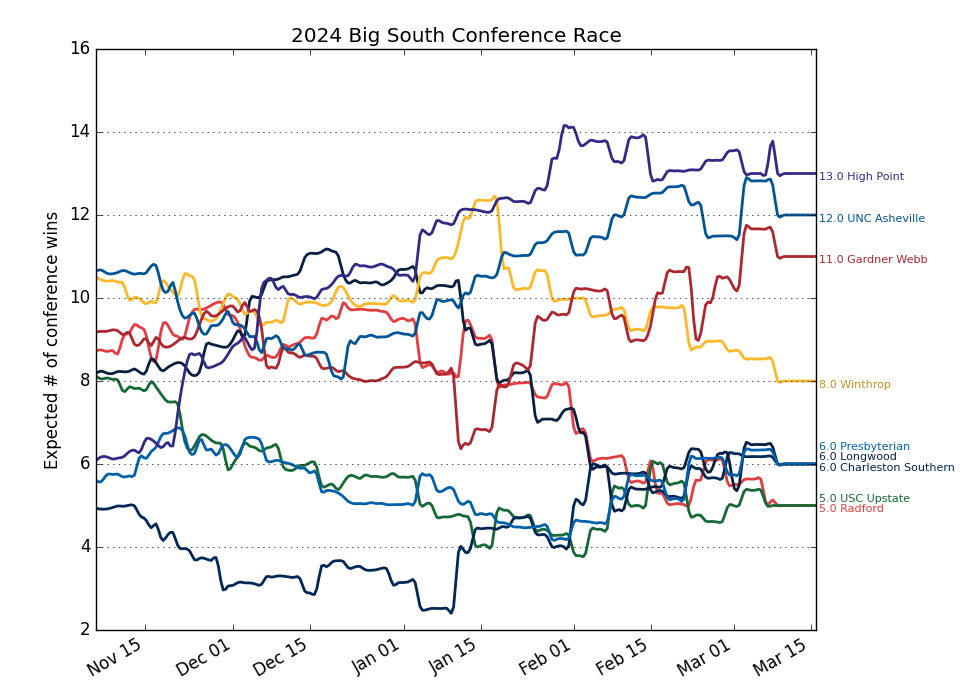 2024 Big South Conference Race
Expected # of conference wins
16
14
12
10
8
6
4
2
13.0 High Point
12.0 UNC Asheville
11.0 Gardner Webb
8.0 Winthrop
6.0 Presbyterian
6.0 Longwood
6.0 Charleston Southern
5.0 USC Upstate
5.0 Radford
Nov 15
Dec 01
Dec 15
Jan 01
Jan 15
Feb 01
Feb 15
Mar 01
Mar 15